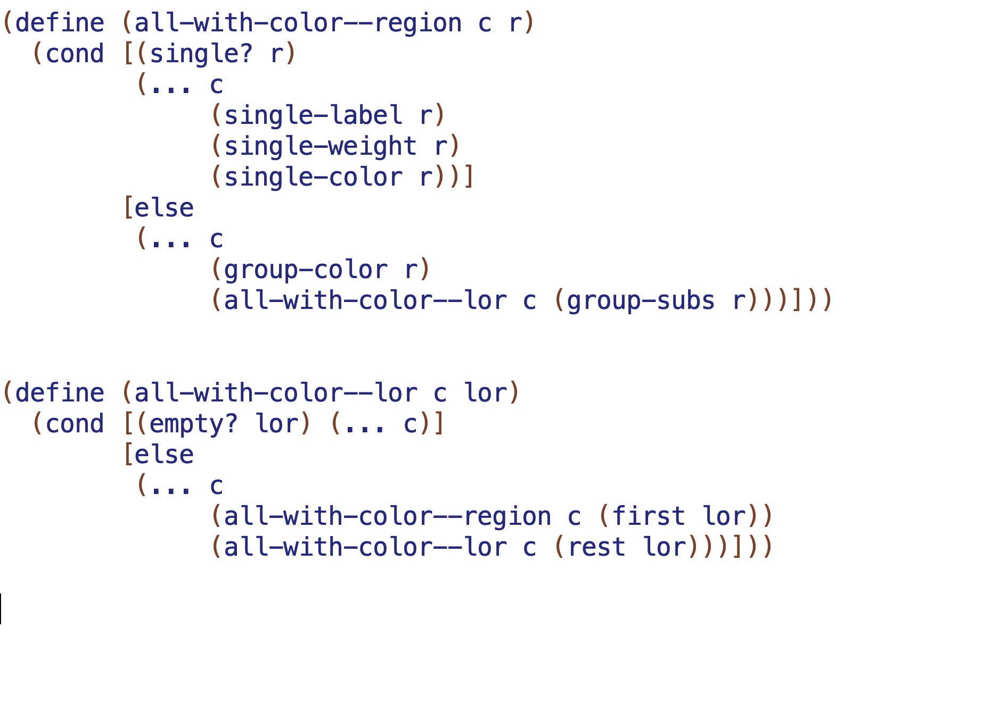 (define (all-with-color--region c r)
  (cond [(single? r)
         (... c
              (single-label r)
              (single-weight r)
              (single-color r))]
        [else
         (... c
              (group-color r)
              (all-with-color--lor c (group-subs r)))]))
(define (all-with-color--lor c lor)
  (cond [(empty? lor) (... c)]
        [else
         (... c
              (all-with-color--region c (first lor))
              (all-with-color--lor c (rest lor)))]))